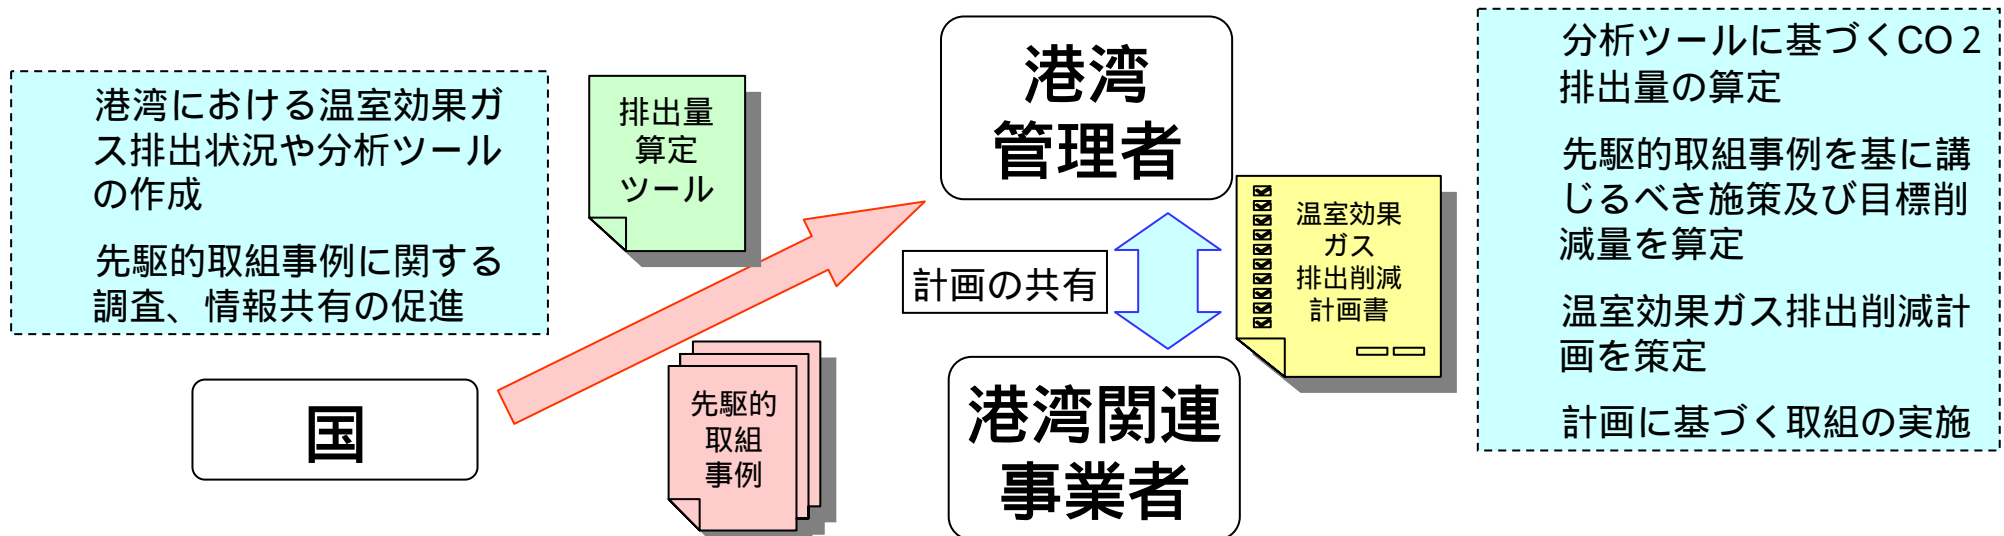 港湾における温室効果ガ
ス排出状況や分析ツール
の作成
先駆的取組事例に関する
調査、情報共有の促進
国
排出量
算定
ツール
先駆的
取組
事例
港湾
管理者
計画の共有
港湾関連
事業者
温室効果
ガス
排出削減
計画書
分析ツールに基づくCO2
排出量の算定
先駆的取組事例を基に講
じるべき施策及び目標削
減量を算定
温室効果ガス排出削減計
画を策定
計画に基づく取組の実施